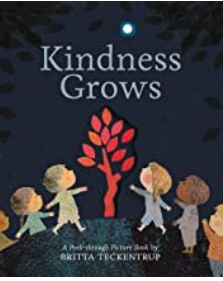 Kindness
Grows
A Peek-through Picture Book by
BRITTA TECKENTRUP